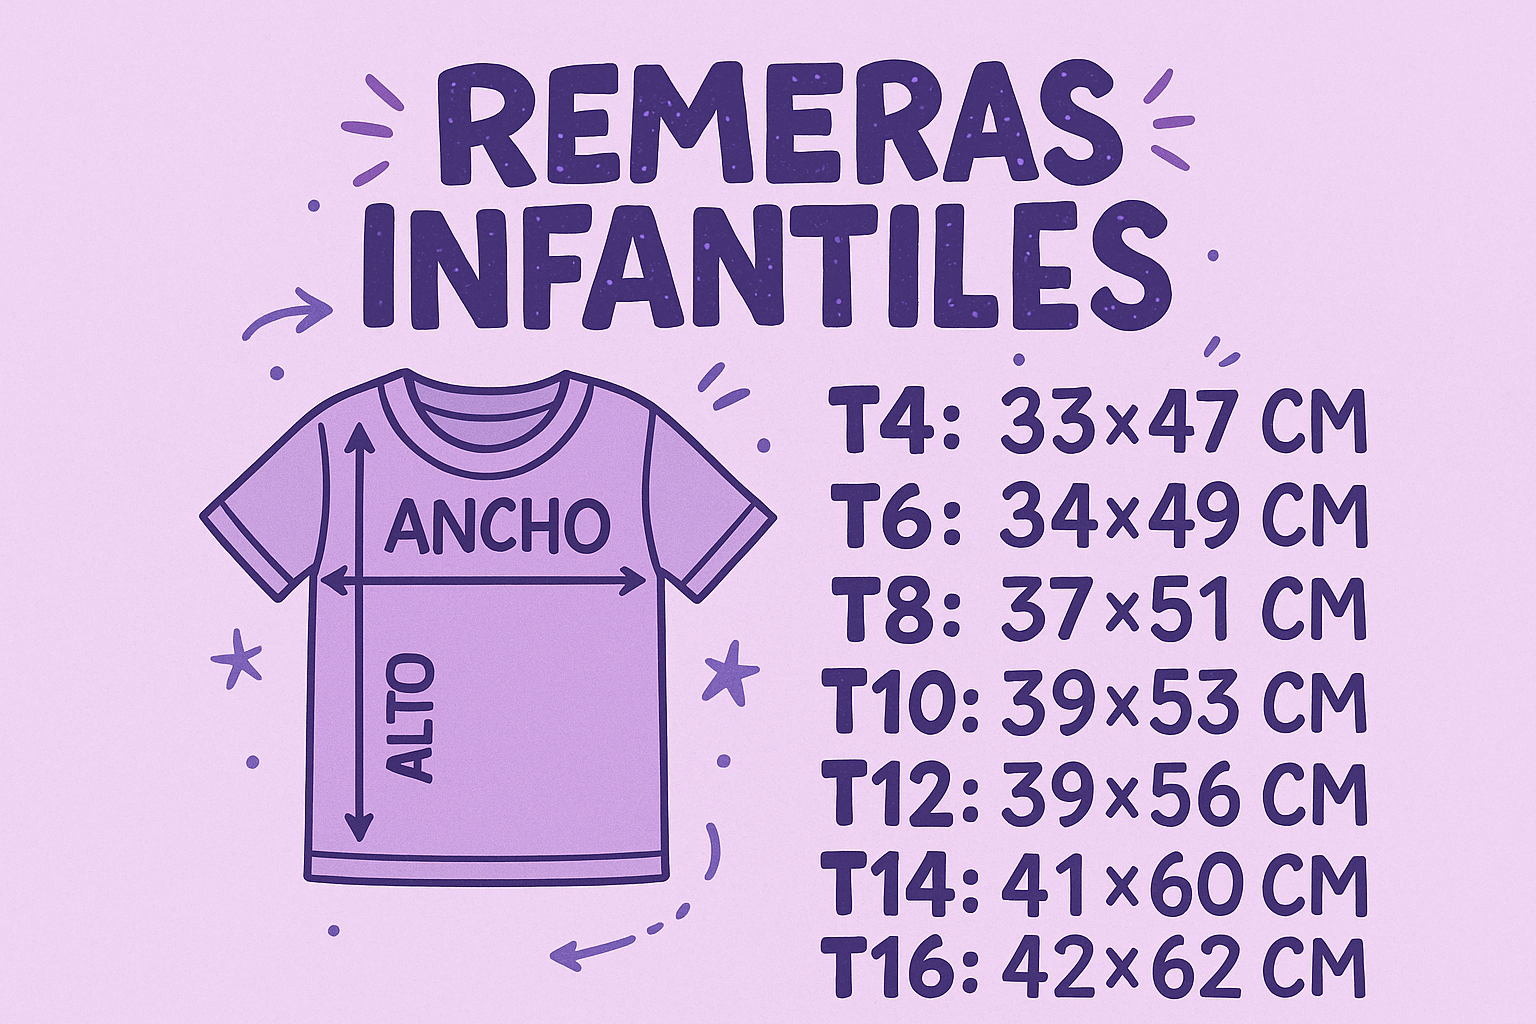 REMERAS
INFANTILES
ANCHO
ALTO
T4: 33×47 CM
T6: 34×49 CM
T8: 37×51 CM
T10: 39×53 CM
T12: 39×56 CM
T14: 41×60 CM
T16: 42×62 CM